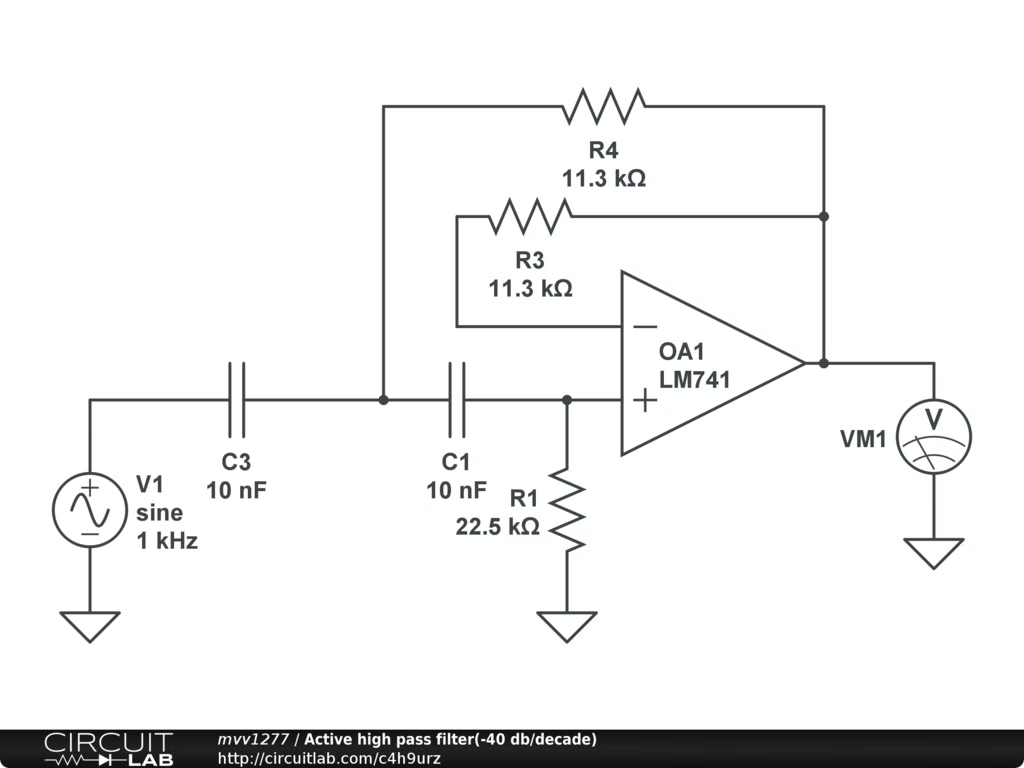 R4
11.3 kΩ
R3
11.3 kΩ
OA1
LM741
V
VM1
C3
10 nF
C1
10 nF
R1
22.5 kΩ
V1
sine
1 kHz
CIRCUIT
LAB
mvv1277 / Active high pass filter(-40 db/decade)
http://circuitlab.com/c4h9urz